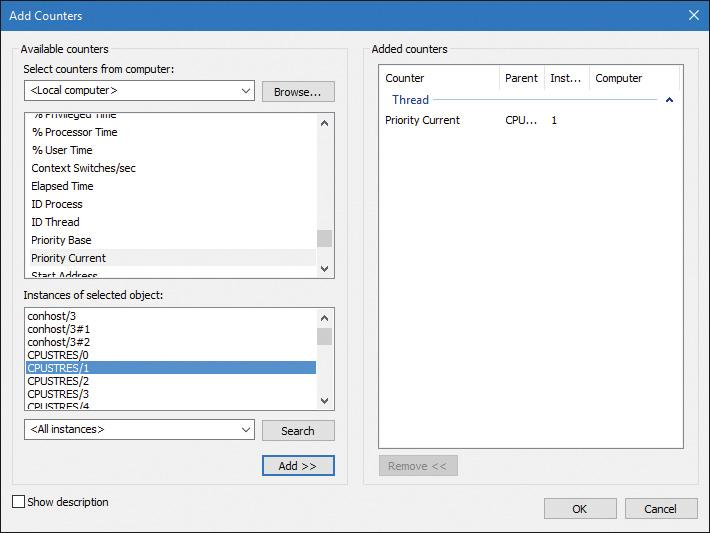 Add Counters
Available counters
Select counters from computer:
<Local computer>
Browse...
% Privileged Time
% Processor Time
% User Time
Context Switches/sec
Elapsed Time
ID Process
ID Thread
Priority Base
Priority Current
Start Address
Instances of selected object:
conhost/3
conhost/3#1
conhost/3#2
CPUSTRES/0
CPUSTRES/1
CPUSTRES/2
CPUSTRES/3
CPUSTRES/4
<All instances>
Search
Add >>
Show description
Added counters
Counter Parent Inst... Computer
Thread
Priority Current CPU... 1
Remove <<
OK
Cancel